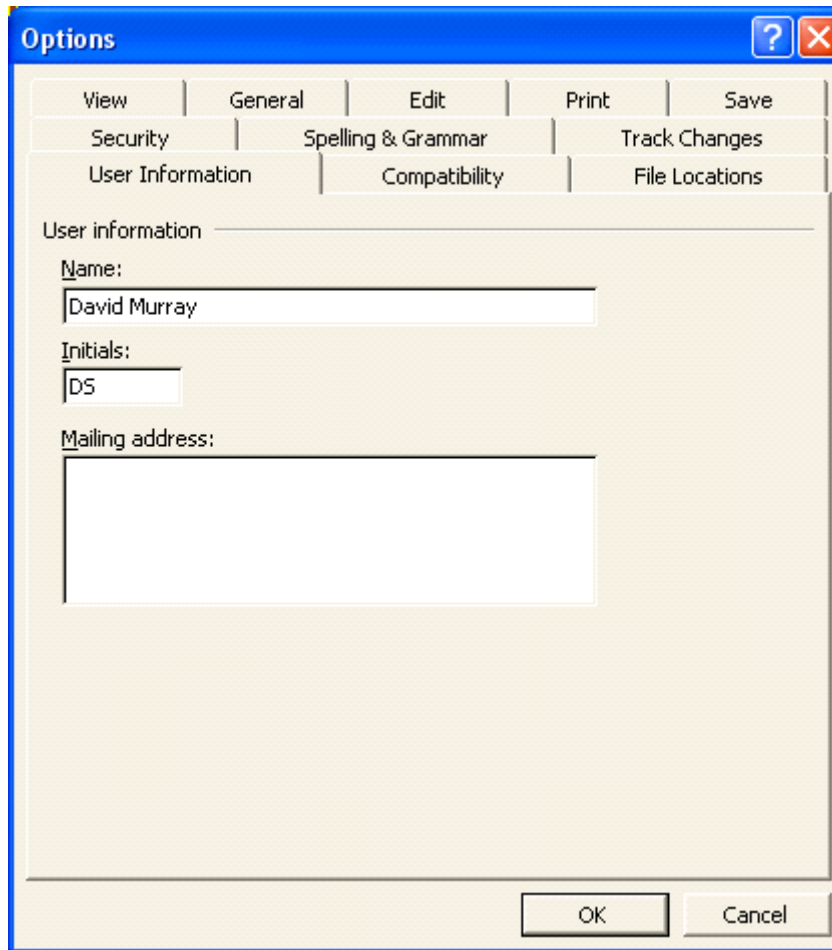 Options
View General Edit Print Save
Security Spelling & Grammar Track Changes
User Information Compatibility File Locations
User information
Name:
David Murray
Initials:
DS
Mailing address:
OK Cancel